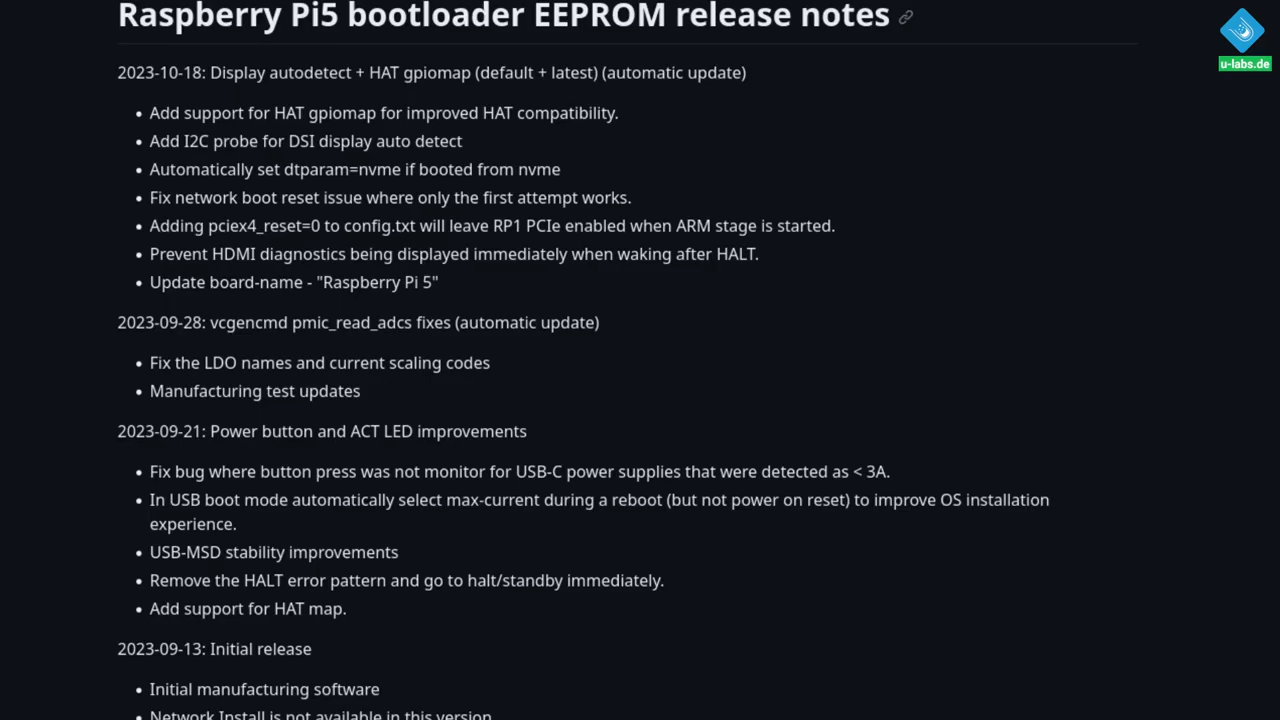 Raspberry Pi5 bootloader EEPROM release notes
u-labs.de
2023-10-18: Display autodetect + HAT gpiomap (default + latest) (automatic update)
• Add support for HAT gpiomap for improved HAT compatibility.
• Add I2C probe for DSI display auto detect
• Automatically set dtparam=nvme if booted from nvme
• Fix network boot reset issue where only the first attempt works.
• Adding pciex4_reset=0 to config.txt will leave RP1 PCIe enabled when ARM stage is started.
• Prevent HDMI diagnostics being displayed immediately when waking after HALT.
• Update board-name - "Raspberry Pi 5"
2023-09-28: vcgencmd pmic_read_adcs fixes (automatic update)
• Fix the LDO names and current scaling codes
• Manufacturing test updates
2023-09-21: Power button and ACT LED improvements
• Fix bug where button press was not monitor for USB-C power supplies that were detected as < 3A.
• In USB boot mode automatically select max-current during a reboot (but not power on reset) to improve OS installation
experience.
• USB-MSD stability improvements
• Remove the HALT error pattern and go to halt/standby immediately.
• Add support for HAT map.
2023-09-13: Initial release
• Initial manufacturing software
• Network Install is not available in this version